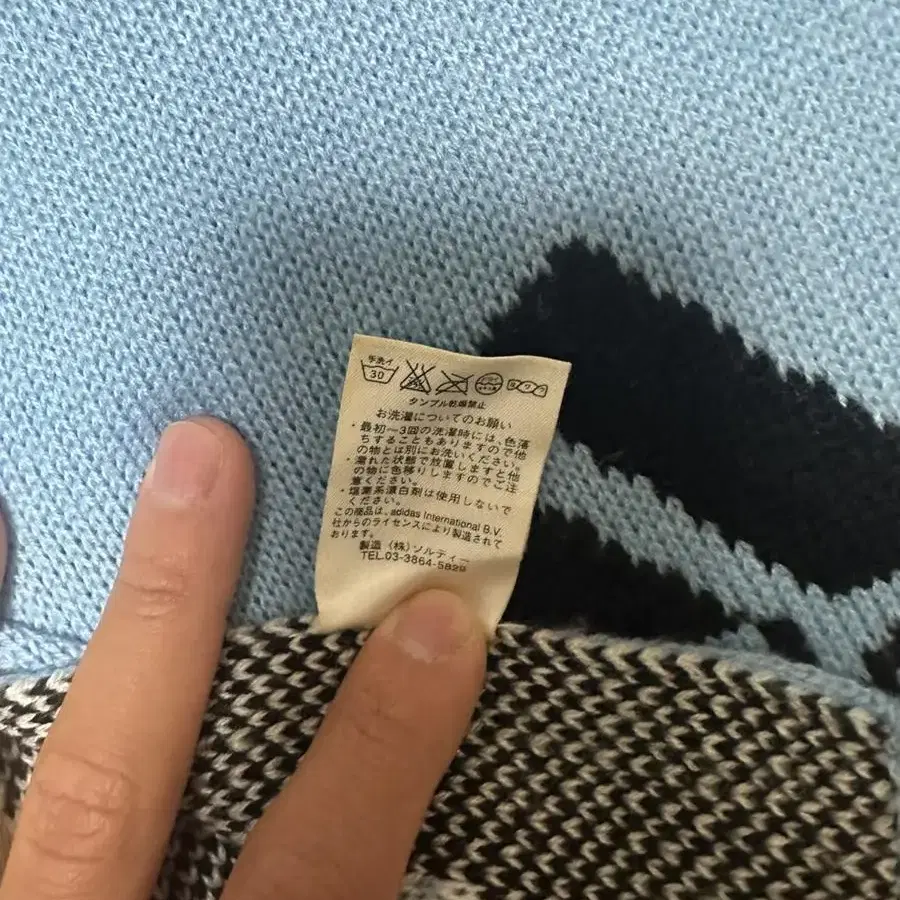 手洗イ
30
タンブル乾燥禁止
お洗濯についてのお願い
・最初〜3回の洗濯時には、色落
ちすることもありますので他
の物とは別にお洗いください。
・濡れた状態で放置しますと他
の物に色移りしますのでご注
意ください。
・塩素系漂白剤は使用しないで
ください。
この商品は、adidas International B.V.
社からのライセンスにより製造されて
おります。
製造 (株)ソルティー
TEL.03-3864-5829